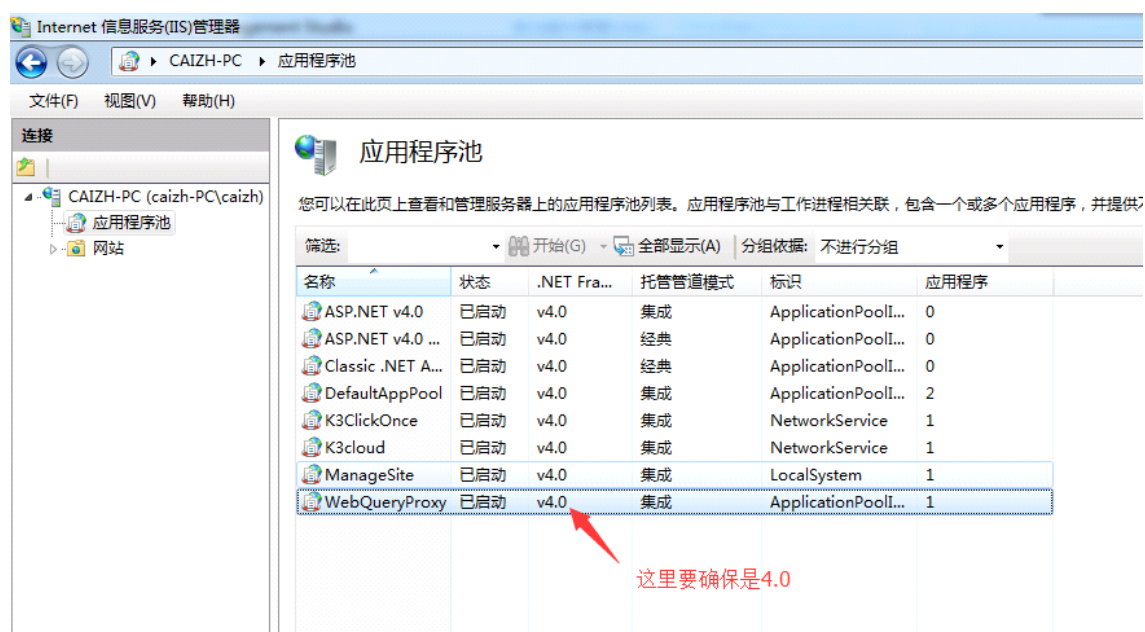 Internet 信息服务(IIS)管理器
CAIZH-PC
应用程序池
文件(F) 视图(V) 帮助(H)
连接
CAIZH-PC (caizh-PC\caizh)
应用程序池
网站
应用程序池
您可以在此页上查看和管理服务器上的应用程序池列表。应用程序池与工作进程相关联，包含一个或多个应用程序，并提供
筛选: 开始(G) 全部显示(A) 分组依据: 不进行分组
名称 状态 .NET Fra... 托管管道模式 标识 应用程序
ASP.NET v4.0 已启动 v4.0 集成 ApplicationPoolI... 0
ASP.NET v4.0 ... 已启动 v4.0 经典 ApplicationPoolI... 0
Classic .NET A... 已启动 v4.0 经典 ApplicationPoolI... 0
DefaultAppPool 已启动 v4.0 集成 ApplicationPoolI... 2
K3ClickOnce 已启动 v4.0 集成 NetworkService 1
K3cloud 已启动 v4.0 集成 NetworkService 1
ManageSite 已启动 v4.0 集成 LocalSystem 1
WebQueryProxy 已启动 v4.0 集成 ApplicationPoolI... 1
这里要确保是4.0